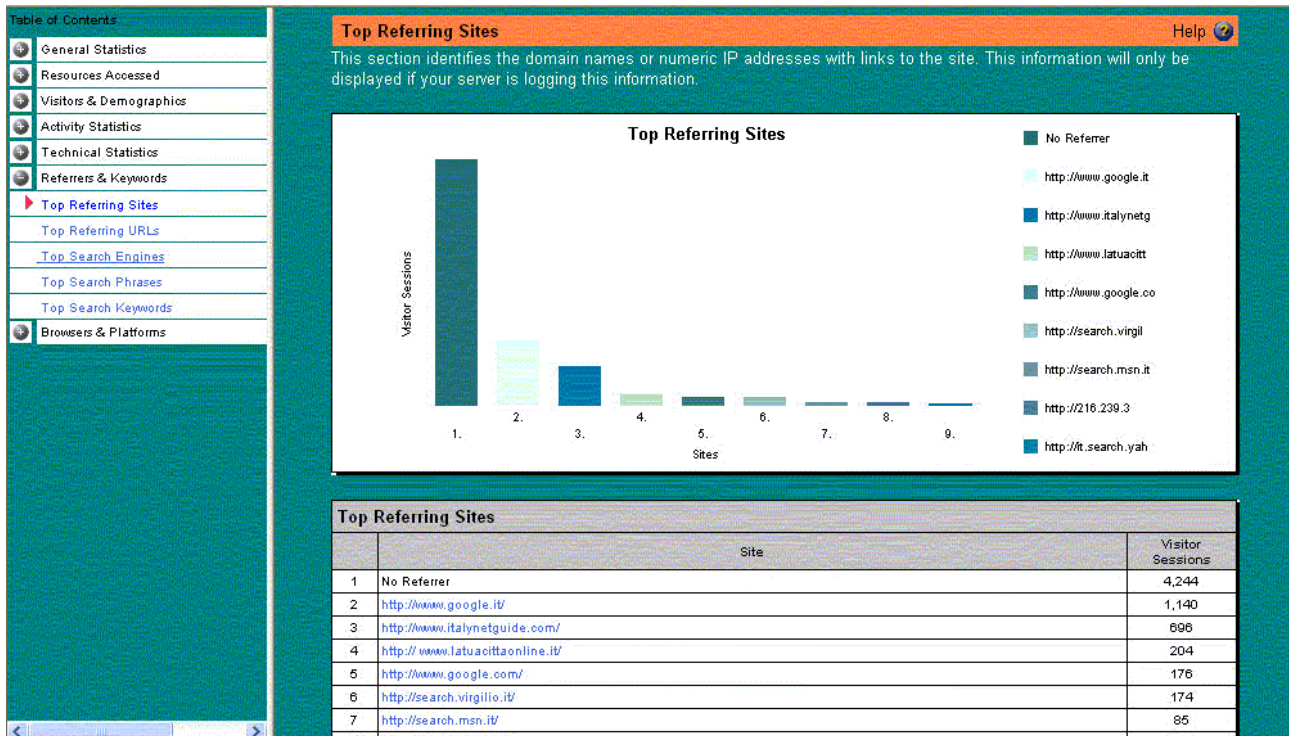 Table of Contents
General Statistics
Resources Accessed
Visitors & Demographics
Activity Statistics
Technical Statistics
Referrers & Keywords
Top Referring Sites
Top Referring URLs
Top Search Engines
Top Search Phrases
Top Search Keywords
Browsers & Platforms
Top Referring Sites
Help ?
This section identifies the domain names or numeric IP addresses with links to the site. This information will only be
displayed if your server is logging this information.
Top Referring Sites
No Referrer
http://www.google.it
http://www.italynetg
http://www.latuacitt
http://www.google.co
http://search.virgil
http://search.msn.it
http://216.239.3
http://it.search.yah
Visitor Sessions
2. 4. 6. 8.
1. 3. 5. 7. 9.
Sites
Top Referring Sites
Site Visitor Sessions
1 No Referrer 4,244
2 http://www.google.it/ 1,140
3 http://www.italynetguide.com/ 696
4 http:// www.latuacittaonline.it/ 204
5 http://www.google.com/ 176
6 http://search.virgilio.it/ 174
7 http://search.msn.it/ 85